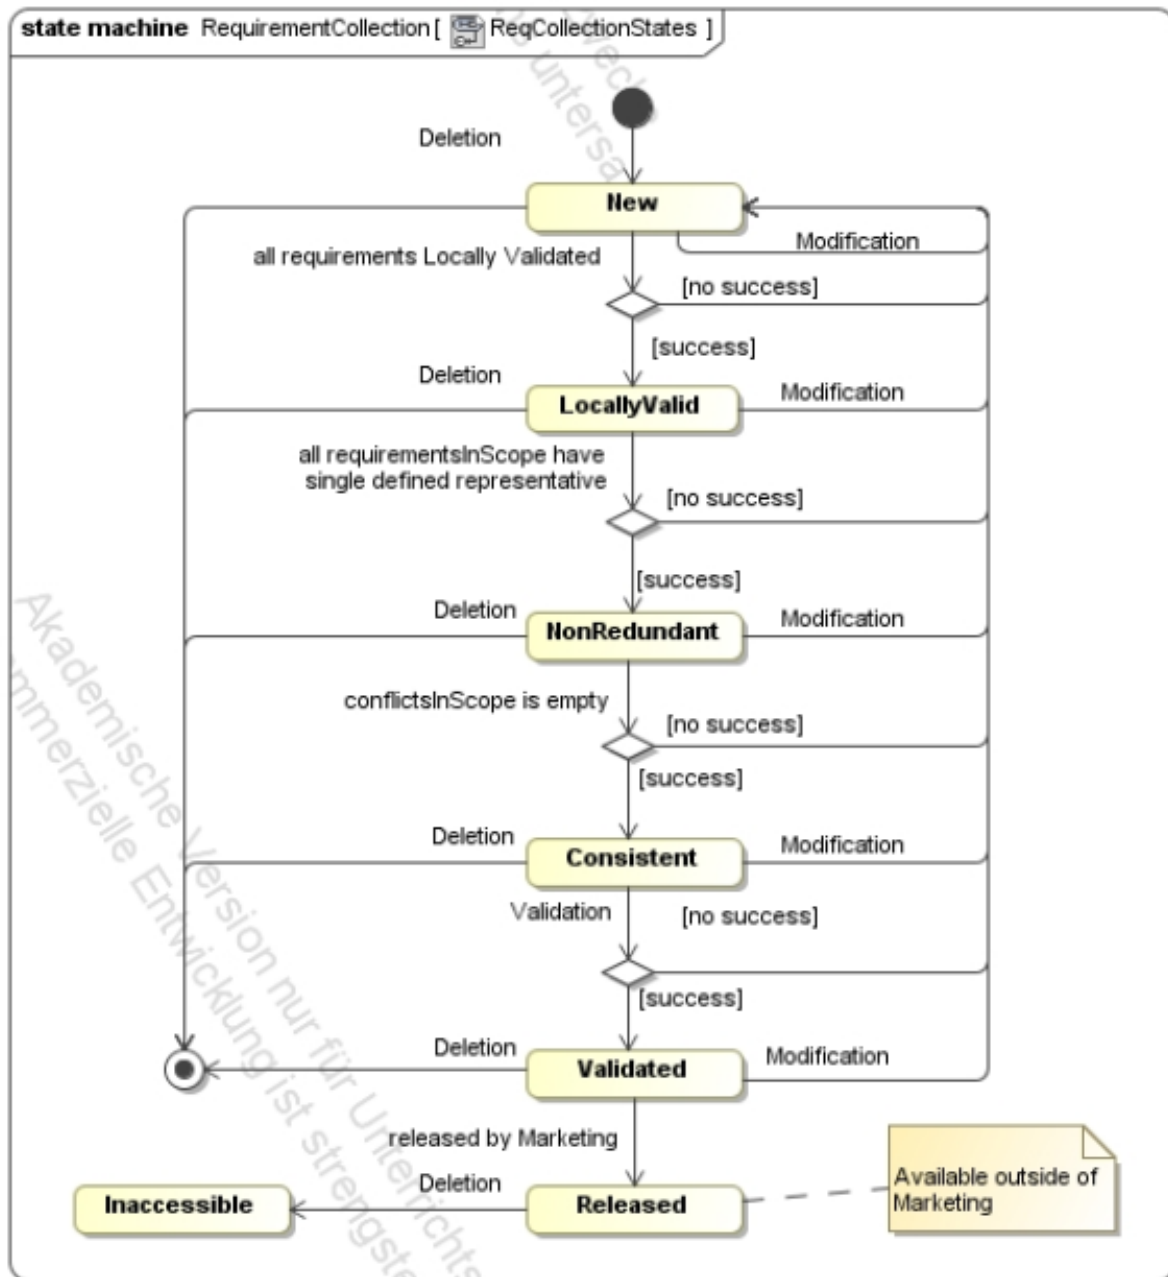 state machine RequirementCollection [ ReqCollectionStates ]
Deletion
New
Modification
all requirements Locally Validated
[no success]
[success]
Deletion
LocallyValid
Modification
all requirementsInScope have
single defined representative
[no success]
[success]
Deletion
NonRedundant
Modification
conflictsInScope is empty
[no success]
[success]
Deletion
Consistent
Modification
Validation
[no success]
[success]
Deletion
Validated
Modification
released by Marketing
Available outside of
Marketing
Deletion
Inaccessible
Released
Akademische Version nur für Unterrichts
mmerzielle Entwicklung ist strengste
untersa